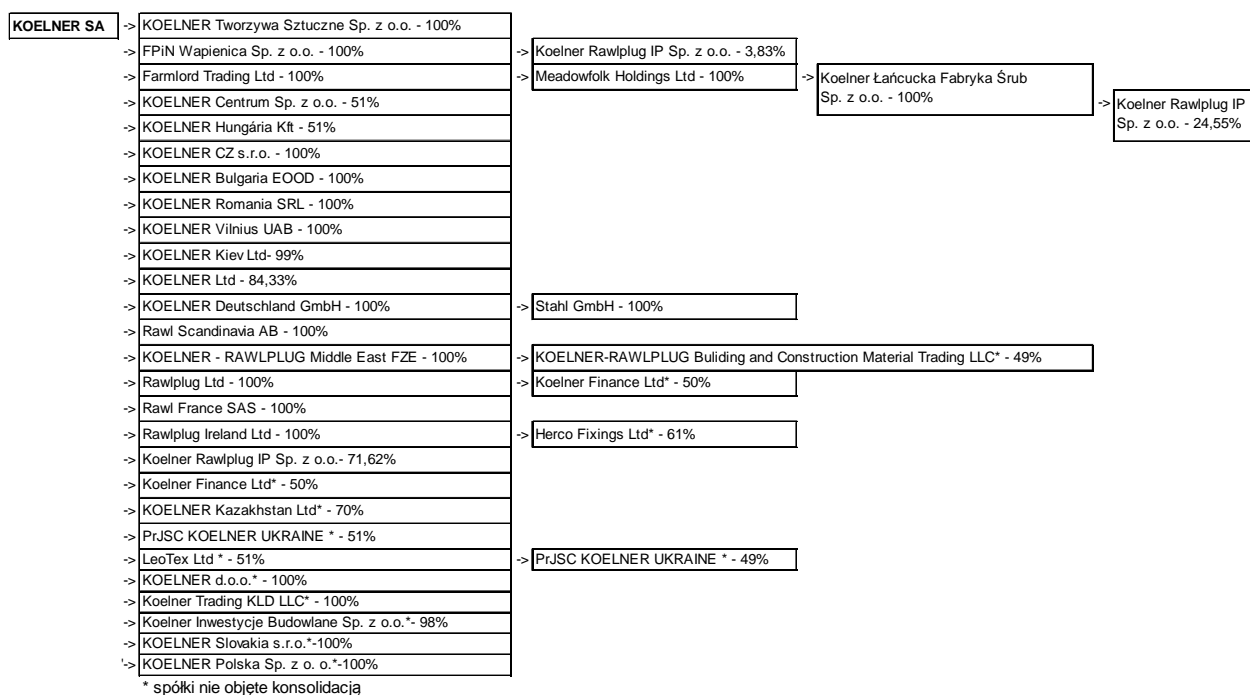 KOELNER SA -> KOELNER Tworzywa Sztuczne Sp. z o.o. - 100%
-> FPiN Wapienica Sp. z o.o. - 100% -> Koelner Rawlplug IP Sp. z o.o. - 3,83%
-> Farmlord Trading Ltd - 100% -> Meadowfolk Holdings Ltd - 100% -> Koelner Łańcucka Fabryka Śrub
Sp. z o.o. - 100%
-> KOELNER Centrum Sp. z o.o. - 51% -> Koelner Rawlplug IP
Sp. z o.o. - 24,55%
-> KOELNER Hungária Kft - 51%
-> KOELNER CZ s.r.o. - 100%
-> KOELNER Bulgaria EOOD - 100%
-> KOELNER Romania SRL - 100%
-> KOELNER Vilnius UAB - 100%
-> KOELNER Kiev Ltd- 99%
-> KOELNER Ltd - 84,33%
-> KOELNER Deutschland GmbH - 100% -> Stahl GmbH - 100%
-> Rawl Scandinavia AB - 100%
-> KOELNER - RAWLPLUG Middle East FZE - 100% -> KOELNER-RAWLPLUG Buliding and Construction Material Trading LLC* - 49%
-> Rawlplug Ltd - 100% -> Koelner Finance Ltd* - 50%
-> Rawl France SAS - 100%
-> Rawlplug Ireland Ltd - 100% -> Herco Fixings Ltd* - 61%
-> Koelner Rawlplug IP Sp. z o.o.- 71,62%
-> Koelner Finance Ltd* - 50%
-> KOELNER Kazakhstan Ltd* - 70%
-> PrJSC KOELNER UKRAINE * - 51%
-> LeoTex Ltd * - 51% -> PrJSC KOELNER UKRAINE * - 49%
-> KOELNER d.o.o.* - 100%
-> Koelner Trading KLD LLC* - 100%
-> Koelner Inwestycje Budowlane Sp. z o.o.*- 98%
-> KOELNER Slovakia s.r.o.*-100%
'-> KOELNER Polska Sp. z o. o.*-100%
* spółki nie objęte konsolidacją